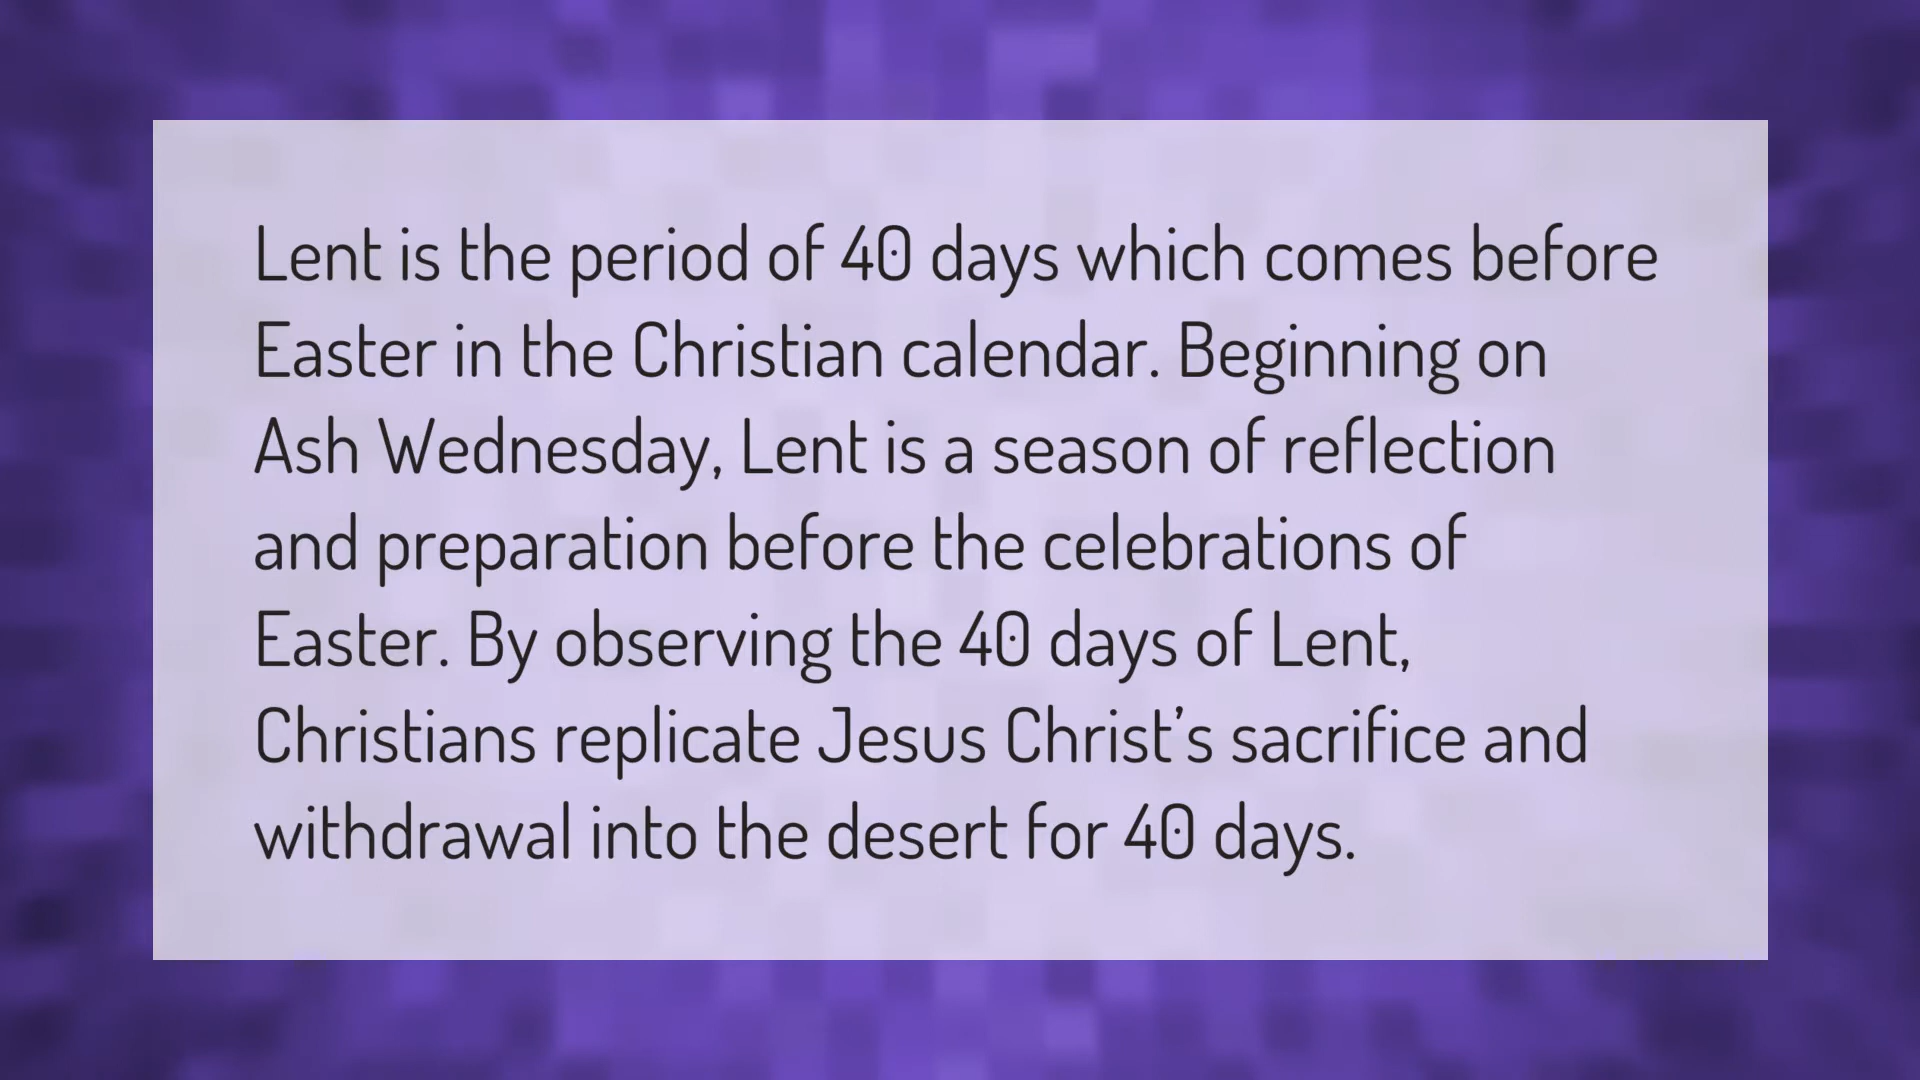 Lent is the period of 40 days which comes before
Easter in the Christian calendar. Beginning on
Ash Wednesday, Lent is a season of reflection
and preparation before the celebrations of
Easter. By observing the 40 days of Lent,
Christians replicate Jesus Christ’s sacrifice and
withdrawal into the desert for 40 days.